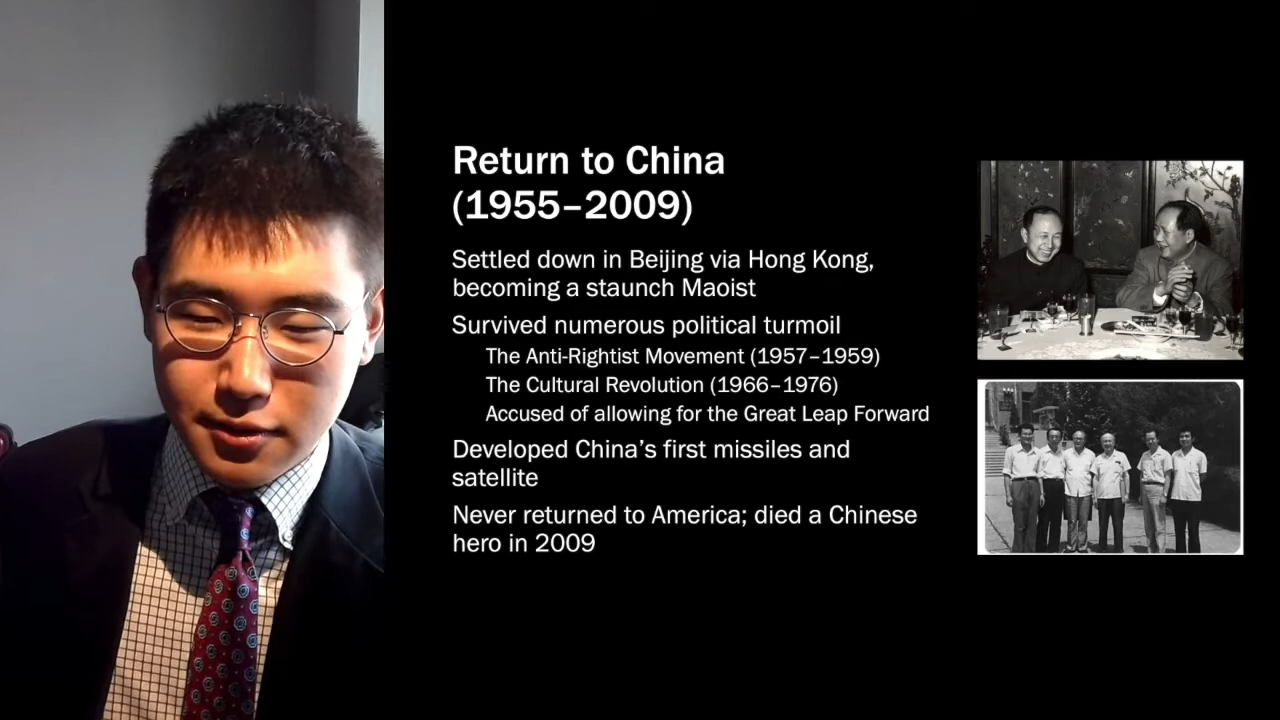 Return to China
(1955–2009)
Settled down in Beijing via Hong Kong,
becoming a staunch Maoist
Survived numerous political turmoil
The Anti-Rightist Movement (1957–1959)
The Cultural Revolution (1966–1976)
Accused of allowing for the Great Leap Forward
Developed China's first missiles and
satellite
Never returned to America; died a Chinese
hero in 2009